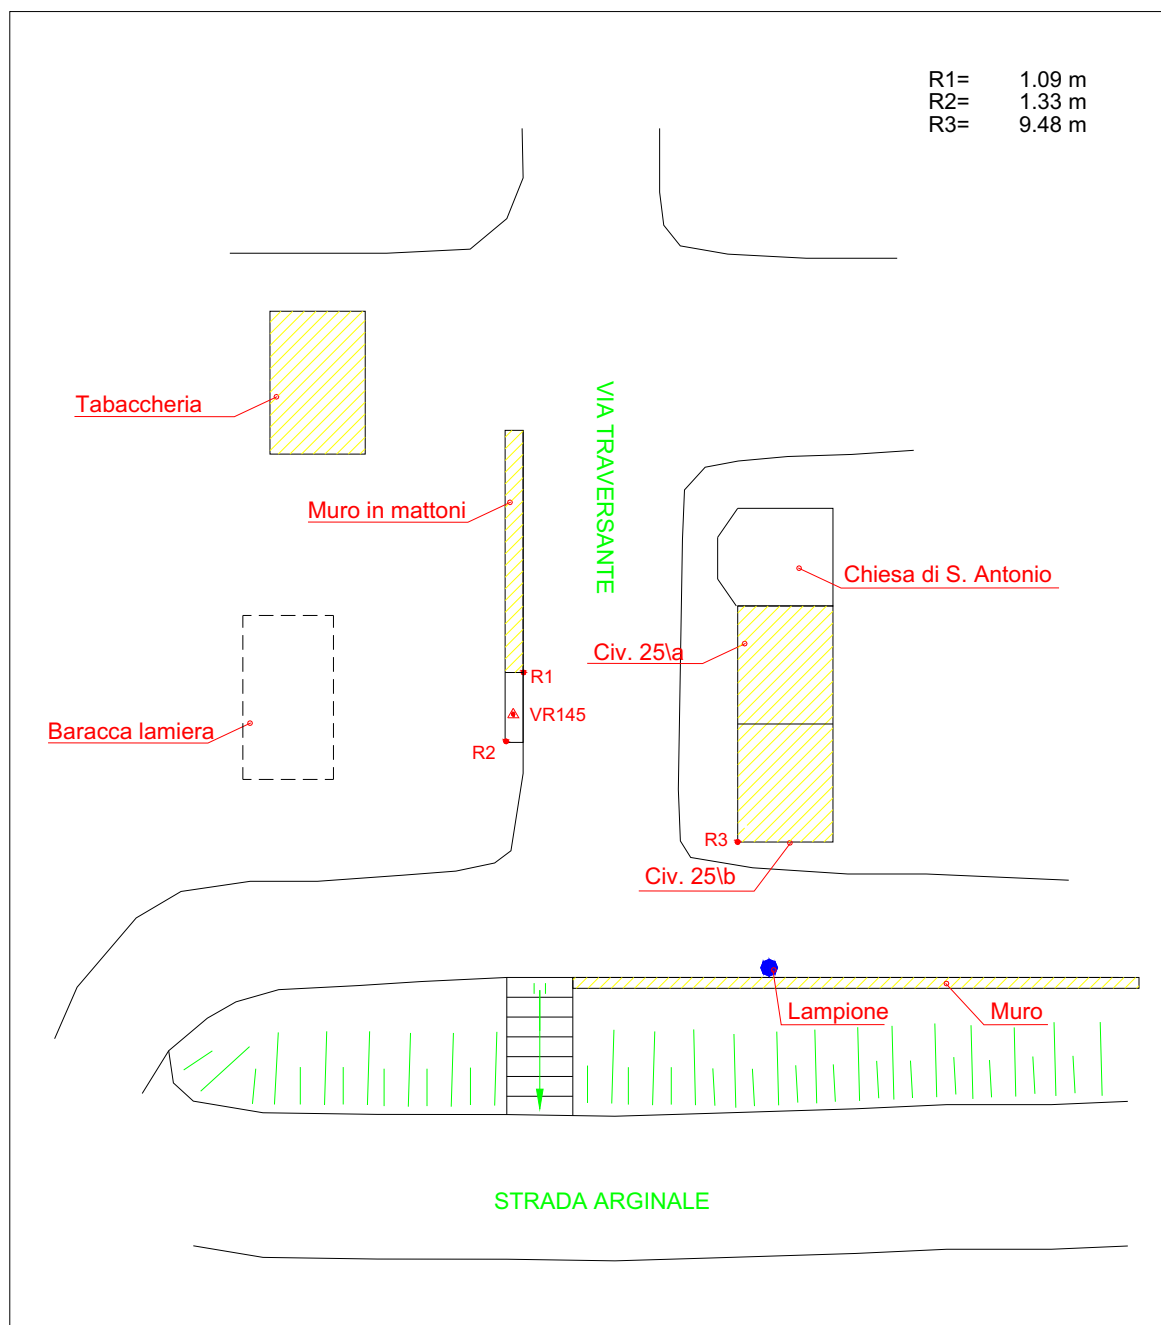 R1= 1.09 m
R2= 1.33 m
R3= 9.48 m
Tabaccheria
VIA TRAVERSANTE
Muro in mattoni
Chiesa di S. Antonio
Civ. 25\a
R1
VR145
Baracca lamiera
R2
R3
Civ. 25\b
Lampione
Muro
STRADA ARGINALE